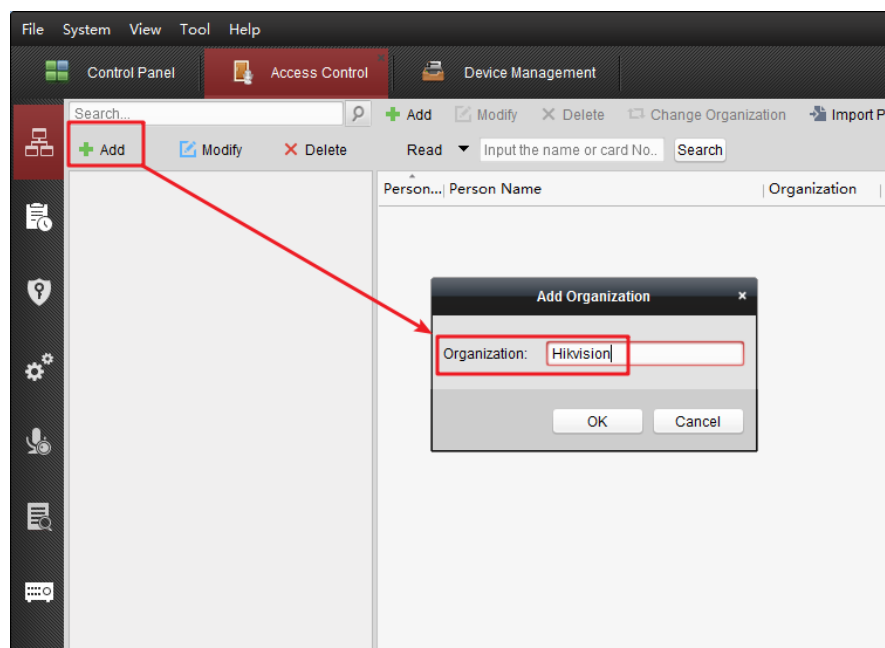 File System View Tool Help
Control Panel Access Control Device Management
Search... Add Modify Delete Change Organization Import P
Add Modify Delete Read Input the name or card No.. Search
Person... Person Name Organization
Add Organization
Organization: Hikvision
OK Cancel